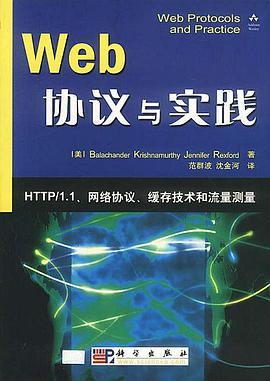 Web Protocols
and Practice
Addison
Wesley
Web
协议与实践
[美] Balachander Krishnamurthy Jennifer Rexford 著
范群波 沈金河 译
HTTP/1.1、网络协议、缓存技术和流量测量
科学出版社